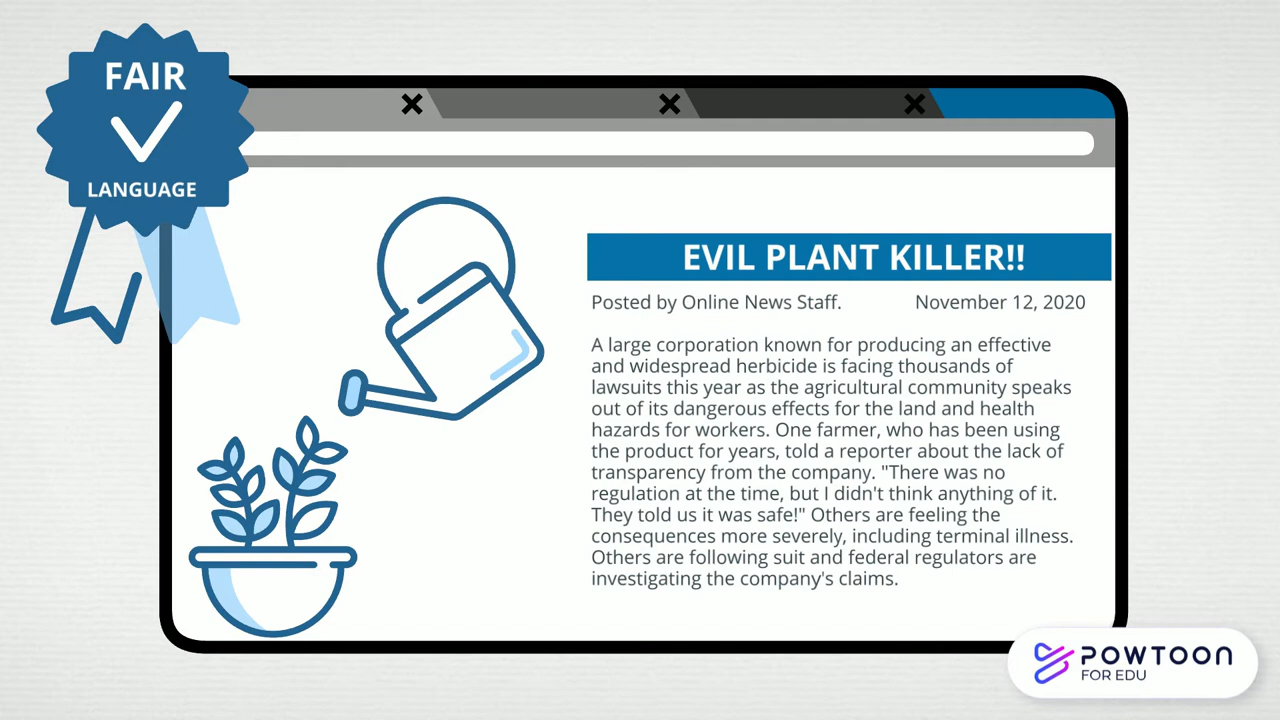 FAIR
LANGUAGE
EVIL PLANT KILLER!!
Posted by Online News Staff. November 12, 2020
A large corporation known for producing an effective
and widespread herbicide is facing thousands of
lawsuits this year as the agricultural community speaks
out of its dangerous effects for the land and health
hazards for workers. One farmer, who has been using
the product for years, told a reporter about the lack of
transparency from the company. "There was no
regulation at the time, but I didn't think anything of it.
They told us it was safe!" Others are feeling the
consequences more severely, including terminal illness.
Others are following suit and federal regulators are
investigating the company's claims.
POWTOON
FOR EDU